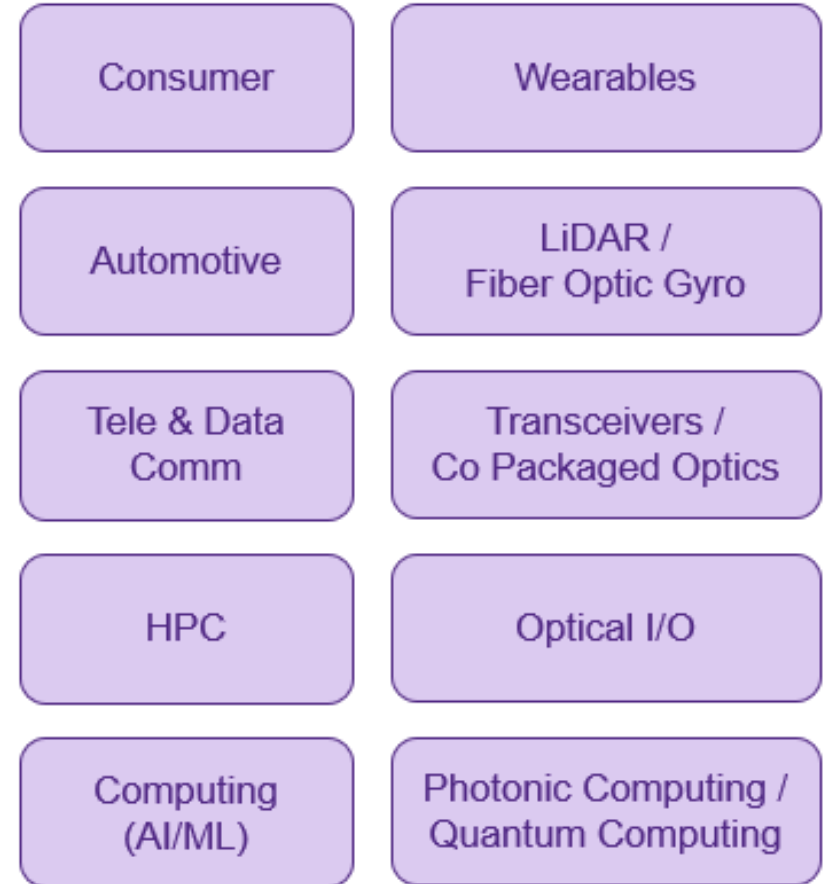 Consumer
Wearables
Automotive
LiDAR /
Fiber Optic Gyro
Tele & Data
Comm
Transceivers /
Co Packaged Optics
HPC
Optical I/O
Computing
(AI/ML)
Photonic Computing /
Quantum Computing